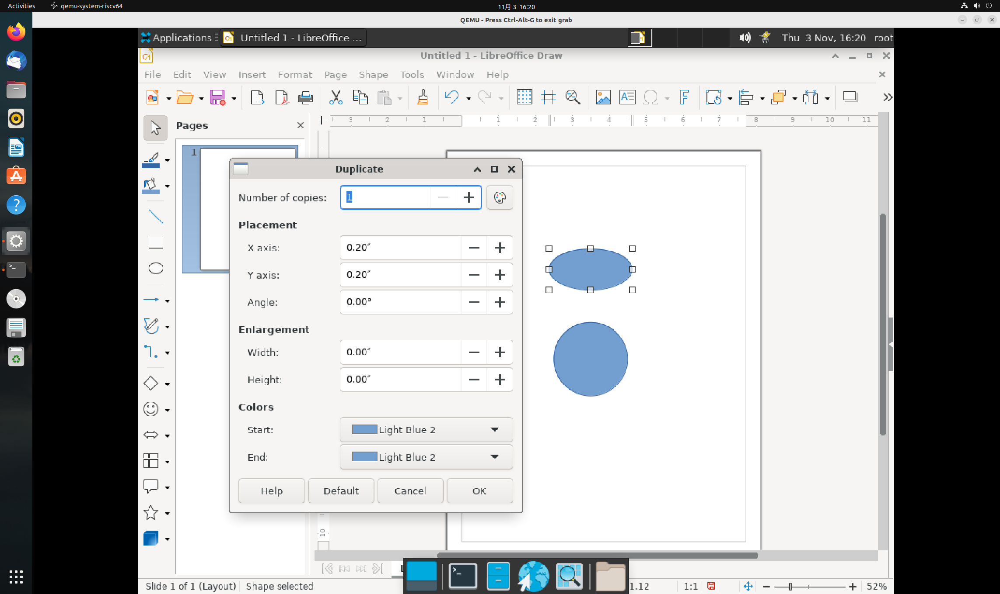 Activities qemu-system-riscv64 11月 3 16:20
QEMU - Press Ctrl-Alt-G to exit grab
Applications Untitled 1 - LibreOffice ... Thu 3 Nov, 16:20 root
Untitled 1 - LibreOffice Draw
File Edit View Insert Format Page Shape Tools Window Help
Pages
3 2 1 1 2 3 4 5 6 7 8 9 10 11
1
Duplicate
Number of copies: 1
Placement
X axis: 0.20″
Y axis: 0.20″
Angle: 0.00°
Enlargement
Width: 0.00″
Height: 0.00″
Colors
Start: Light Blue 2
End: Light Blue 2
Help Default Cancel OK
10
Slide 1 of 1 (Layout) Shape selected 1.12 1:1 52%